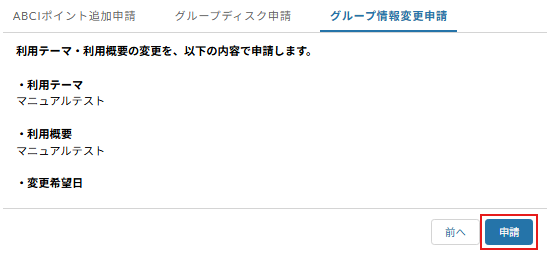 ABCIポイント追加申請 グループディスク申請 グループ情報変更申請
利用テーマ・利用概要の変更を、以下の内容で申請します。
・利用テーマ
マニュアルテスト
・利用概要
マニュアルテスト
・変更希望日
前へ 申請